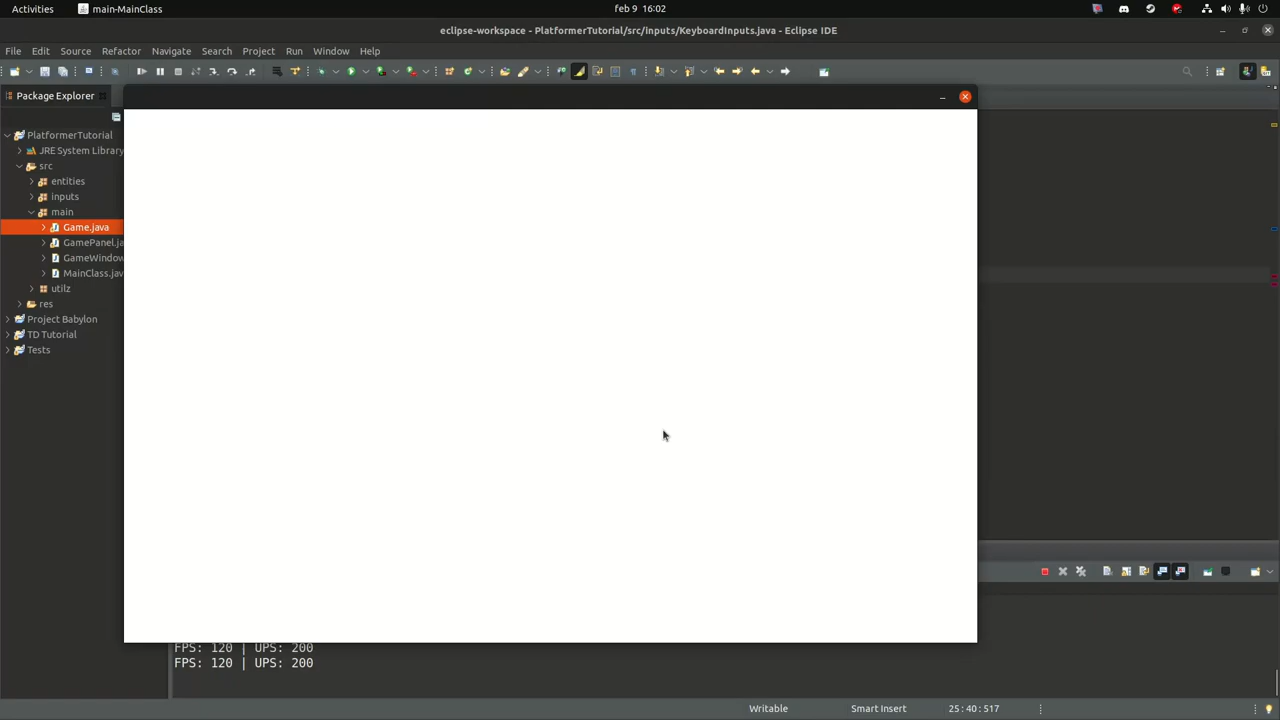 Activities main-MainClass feb 9 16:02
eclipse-workspace - PlatformerTutorial/src/inputs/KeyboardInputs.java - Eclipse IDE
File Edit Source Refactor Navigate Search Project Run Window Help
Package Explorer
PlatformerTutorial
JRE System Library
src
entities
inputs
main
Game.java
GamePanel.ja
GameWindow
MainClass.jav
utilz
res
Project Babylon
TD Tutorial
Tests
FPS: 120 | UPS: 200
FPS: 120 | UPS: 200
Writable Smart Insert 25:40:517